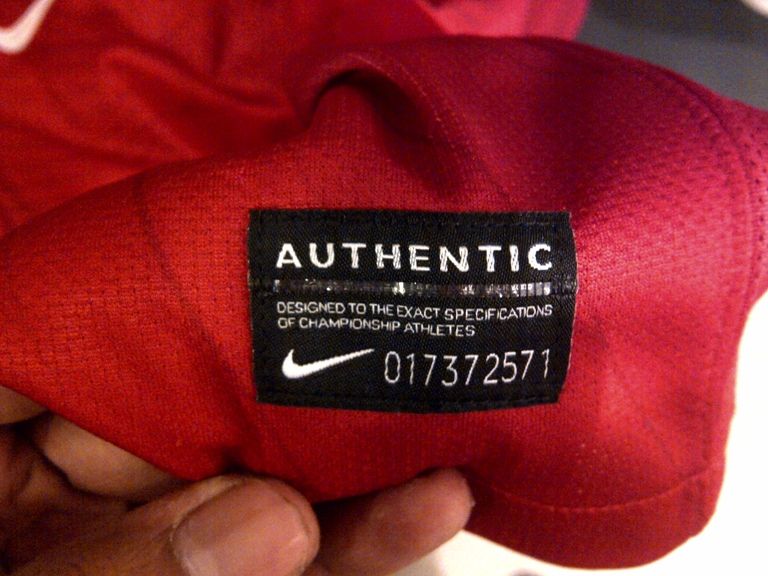 AUTHENTIC
DESIGNED TO THE EXACT SPECIFICATIONS
OF CHAMPIONSHIP ATHLETES
017372571